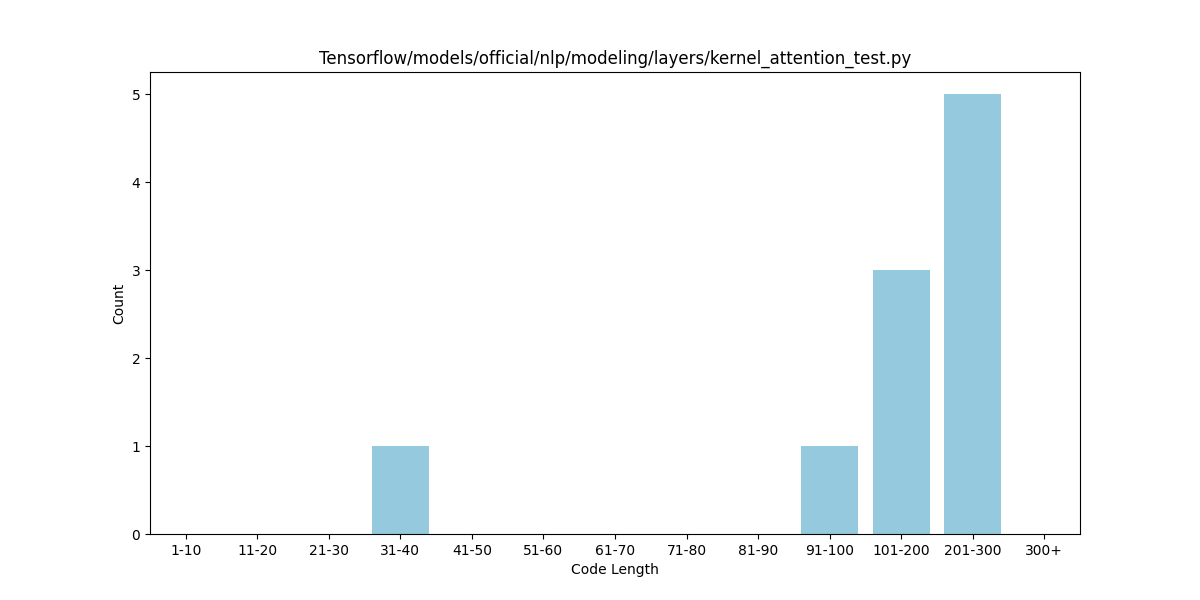 Tensorflow/models/official/nlp/modeling/layers/kernel_attention_test.py
5
4
3
2
1
0
Count
1-10 11-20 21-30 31-40 41-50 51-60 61-70 71-80 81-90 91-100 101-200 201-300 300+
Code Length